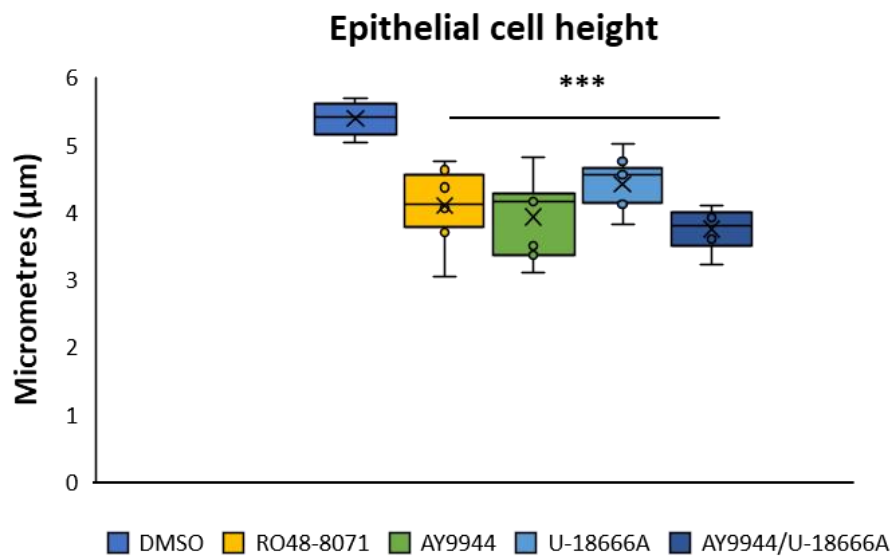 Epithelial cell height
***
Micrometres (µm)
6
5
4
3
2
1
0
DMSO RO48-8071 AY9944 U-18666A AY9944/U-18666A